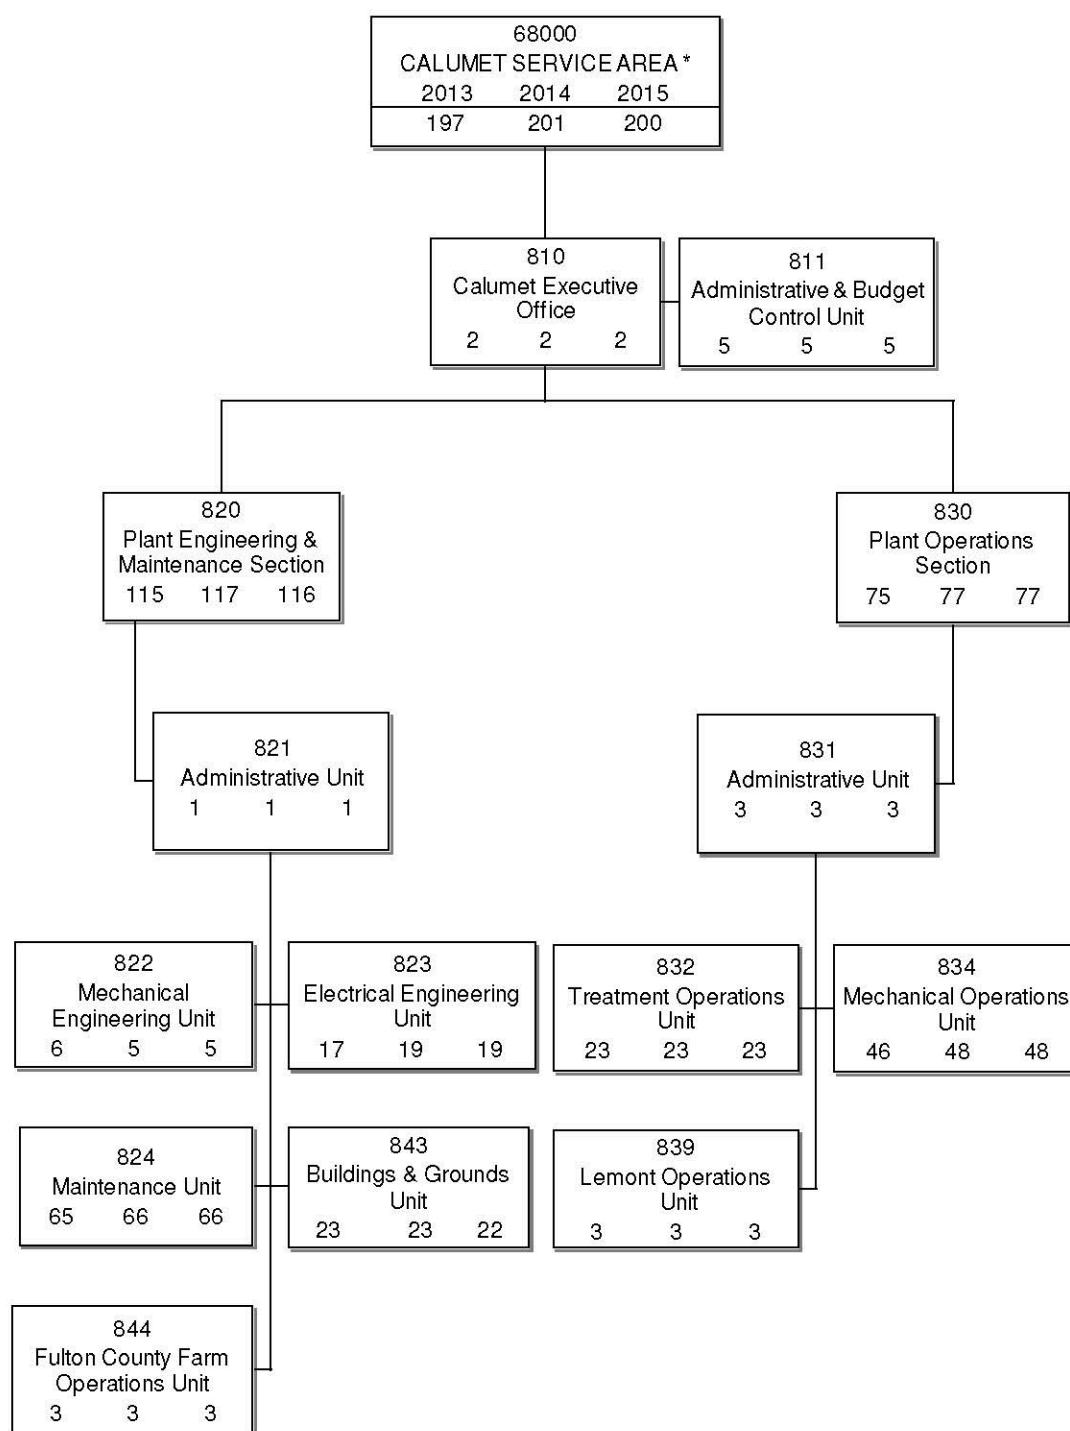 68000
CALUMET SERVICE AREA *
2013 2014 2015
197 201 200
810
Calumet Executive
Office
2 2 2
811
Administrative & Budget
Control Unit
5 5 5
820
Plant Engineering &
Maintenance Section
115 117 116
830
Plant Operations
Section
75 77 77
821
Administrative Unit
1 1 1
831
Administrative Unit
3 3 3
822
Mechanical
Engineering Unit
6 5 5
823
Electrical Engineering
Unit
17 19 19
832
Treatment Operations
Unit
23 23 23
834
Mechanical Operations
Unit
46 48 48
824
Maintenance Unit
65 66 66
843
Buildings & Grounds
Unit
23 23 22
839
Lemont Operations
Unit
3 3 3
844
Fulton County Farm
Operations Unit
3 3 3